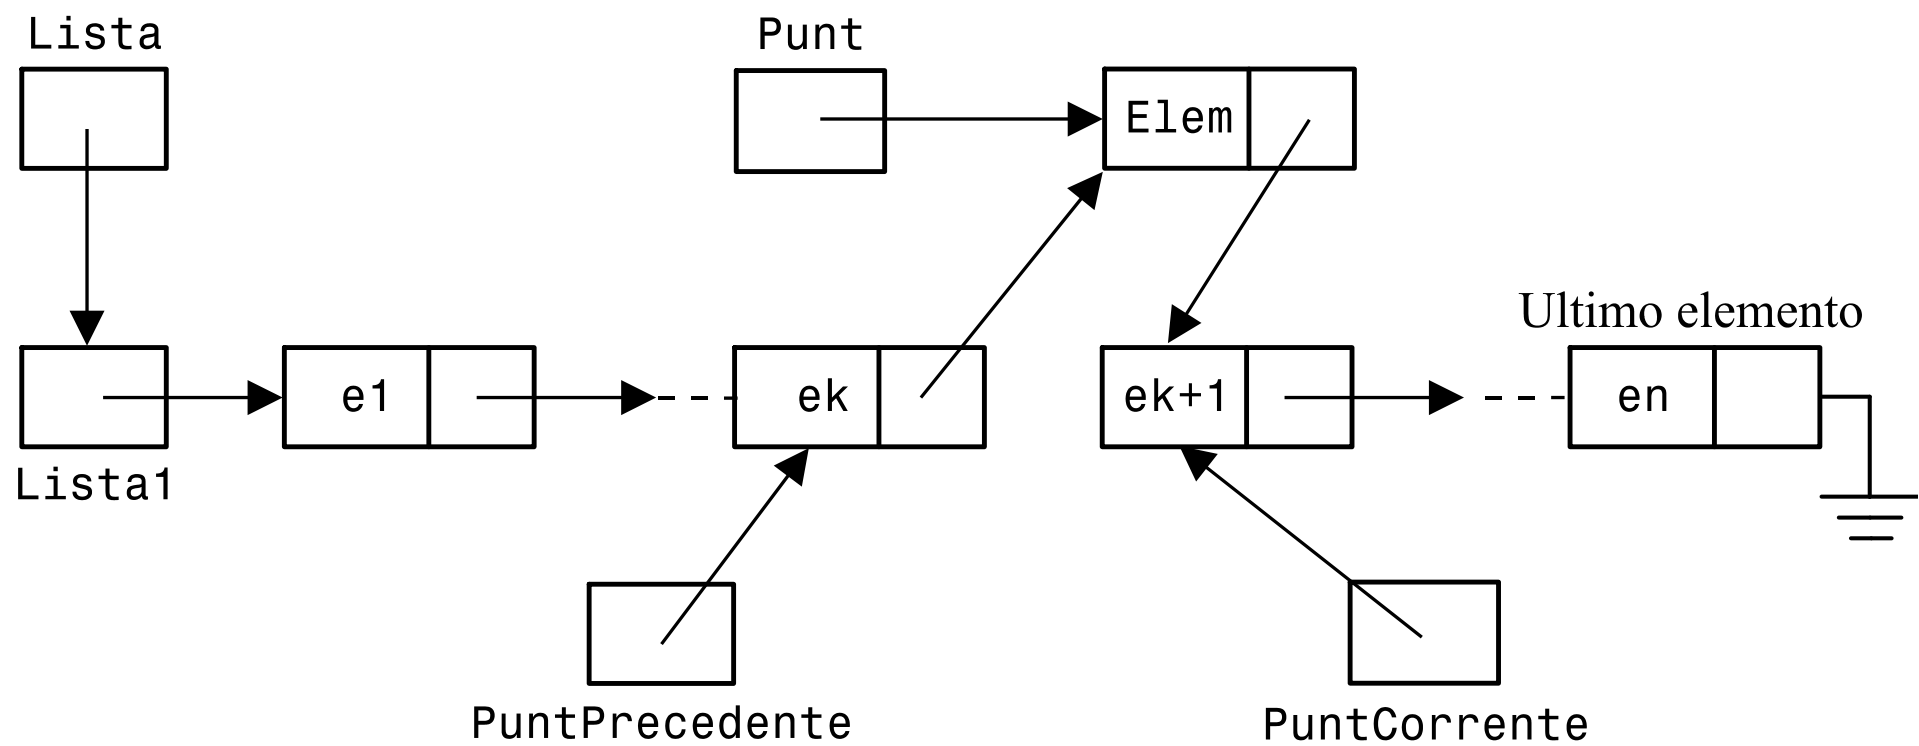 Lista
Punt
Elem
Ultimo elemento
e1
ek
ek+1
en
Lista1
PuntPrecedente
PuntCorrente